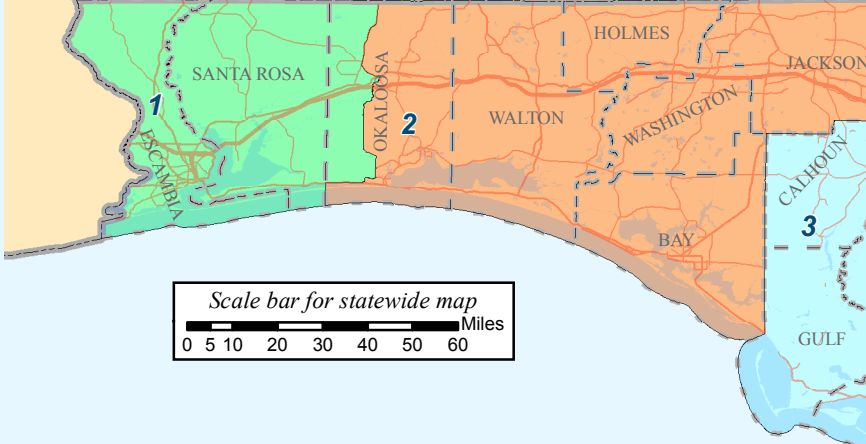 HOLMES
JACKSON
SANTA ROSA
OKALOOSA
1
2
WALTON
WASHINGTON
ESCAMBIA
CALHOUN
3
BAY
Scale bar for statewide map
Miles
0 5 10 20 30 40 50 60
GULF